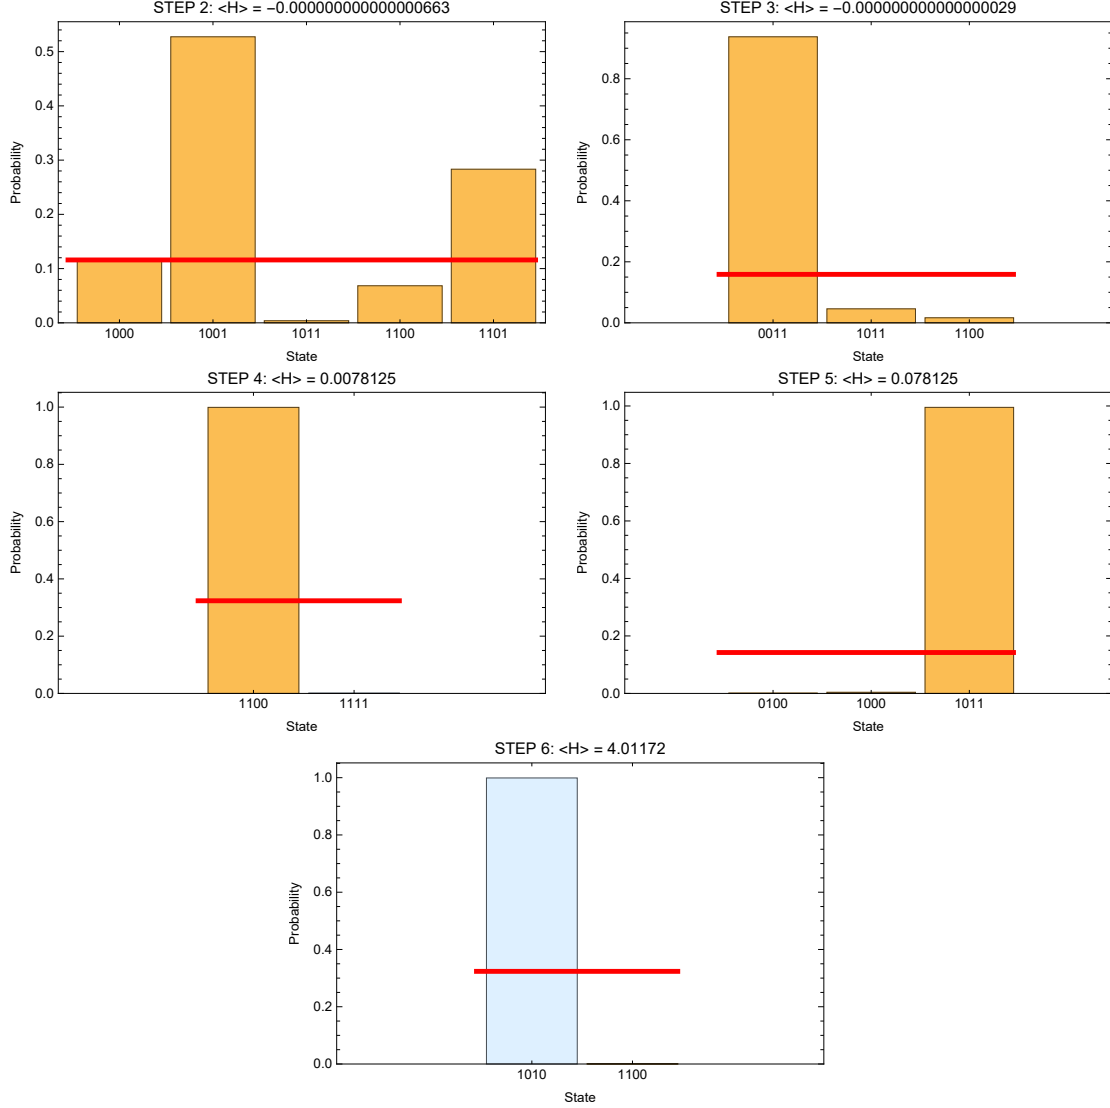 STEP 2: <H> = −0.000000000000000663
Probability
0.5
0.4
0.3
0.2
0.1
0.0
1000 1001 1011 1100 1101
State
STEP 3: <H> = −0.000000000000000029
Probability
0.8
0.6
0.4
0.2
0.0
0011 1011 1100
State
STEP 4: <H> = 0.0078125
Probability
1.0
0.8
0.6
0.4
0.2
0.0
1100 1111
State
STEP 5: <H> = 0.078125
Probability
1.0
0.8
0.6
0.4
0.2
0.0
0100 1000 1011
State
STEP 6: <H> = 4.01172
Probability
1.0
0.8
0.6
0.4
0.2
0.0
1010 1100
State